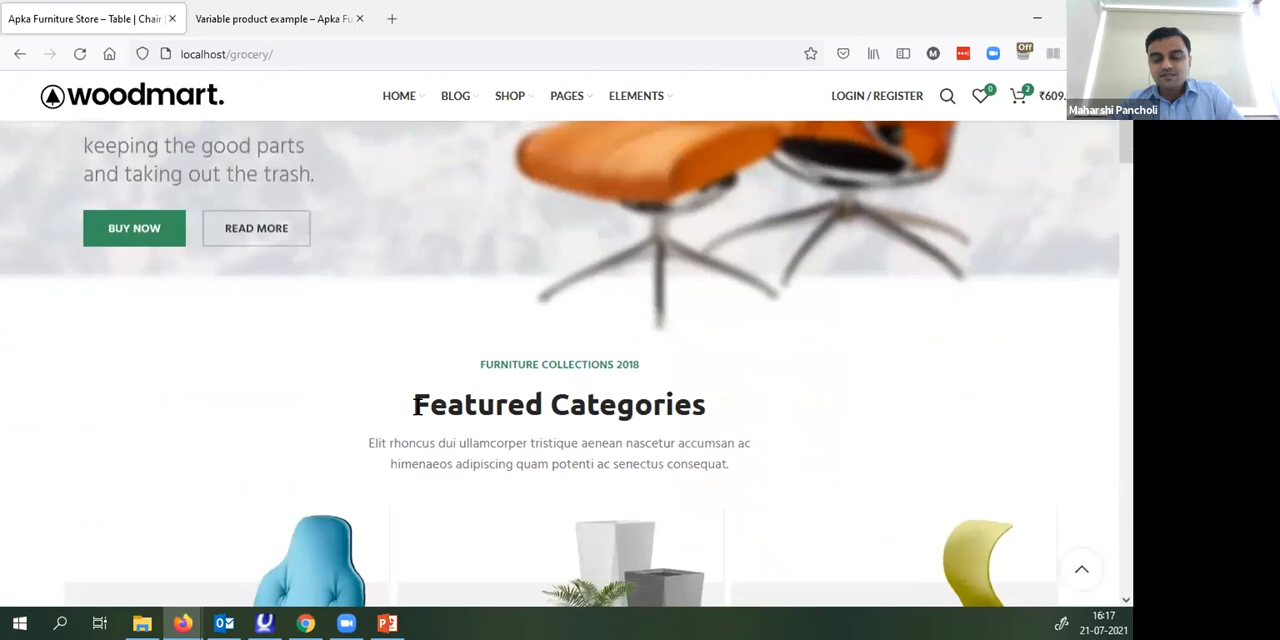 Apka Furniture Store – Table | Chair
Variable product example – Apka Fu
localhost/grocery/
M
Off
woodmart.
HOME
BLOG
SHOP
PAGES
ELEMENTS
LOGIN / REGISTER
0
2
₹609.
Maharshi Pancholi
keeping the good parts
and taking out the trash.
BUY NOW
READ MORE
FURNITURE COLLECTIONS 2018
Featured Categories
Elit rhoncus dui ullamcorper tristique aenean nascetur accumsan ac
himenaeos adipiscing quam potenti ac senectus consequat.
16:17
21-07-2021